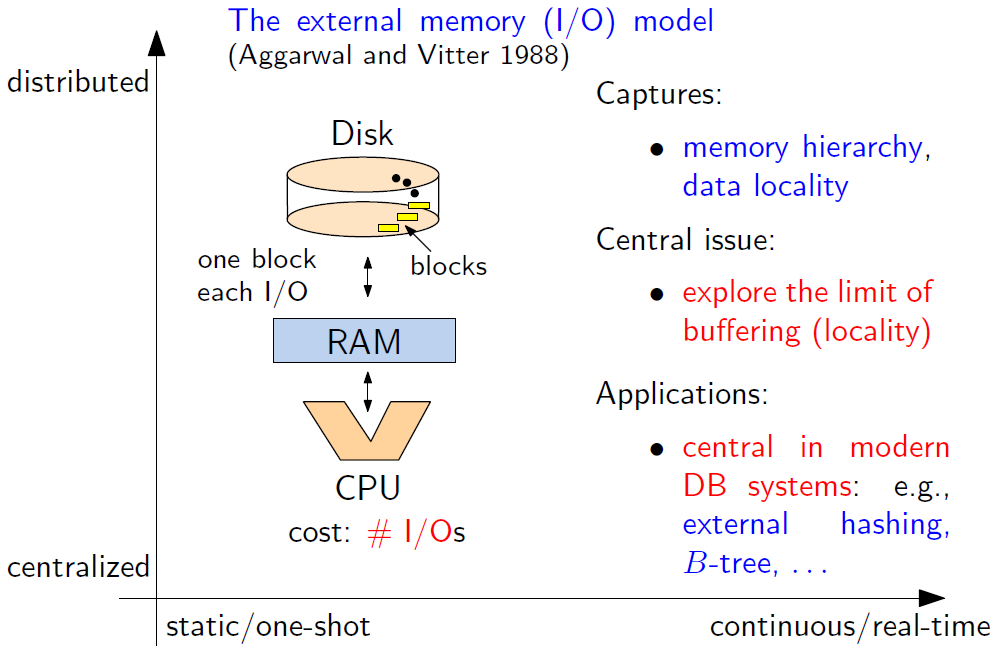 The external memory (I/O) model
(Aggarwal and Vitter 1988)
distributed
Disk
one block
each I/O
blocks
RAM
CPU
cost: # I/Os
Captures:
• memory hierarchy,
data locality
Central issue:
• explore the limit of
buffering (locality)
Applications:
• central in modern
DB systems: e.g.,
external hashing,
B-tree, ...
centralized
static/one-shot
continuous/real-time